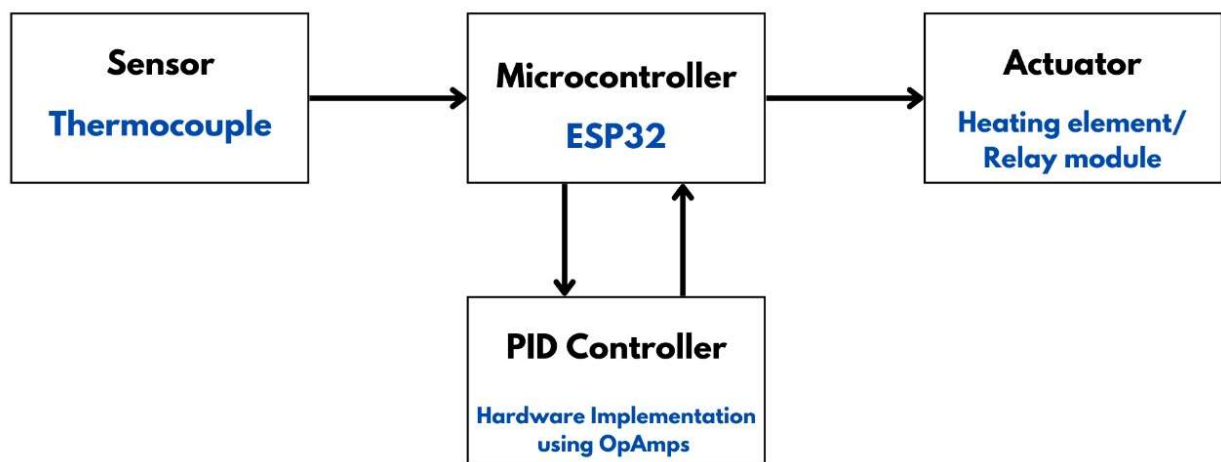 Sensor
Thermocouple
Microcontroller
ESP32
Actuator
Heating element/
Relay module
PID Controller
Hardware Implementation
using OpAmps